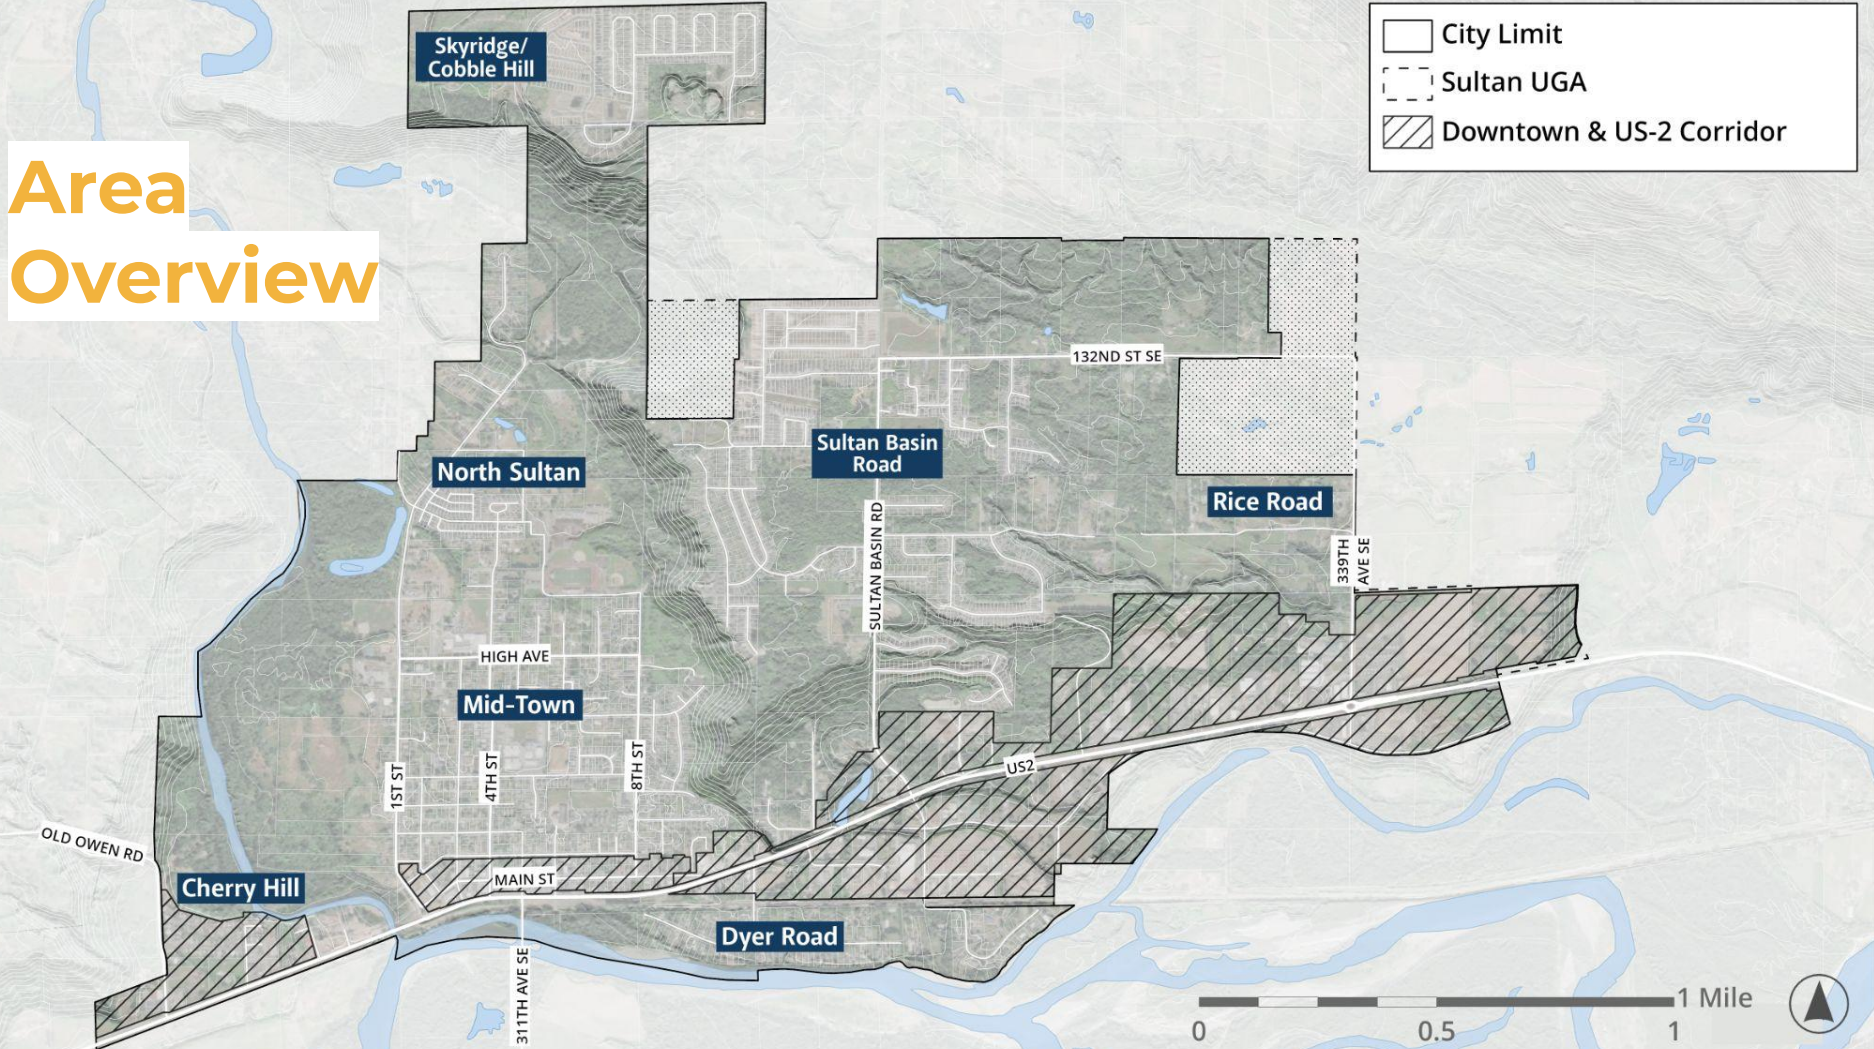 Area
Overview
City Limit
Sultan UGA
Downtown & US-2 Corridor
Skyridge/
Cobble Hill
132ND ST SE
Sultan Basin
Road
North Sultan
Rice Road
SULTAN BASIN RD
339TH
AVE SE
HIGH AVE
Mid-Town
1ST ST
4TH ST
8TH ST
US2
OLD OWEN RD
Cherry Hill
MAIN ST
Dyer Road
311TH AVE SE
1 Mile
0
0.5
1